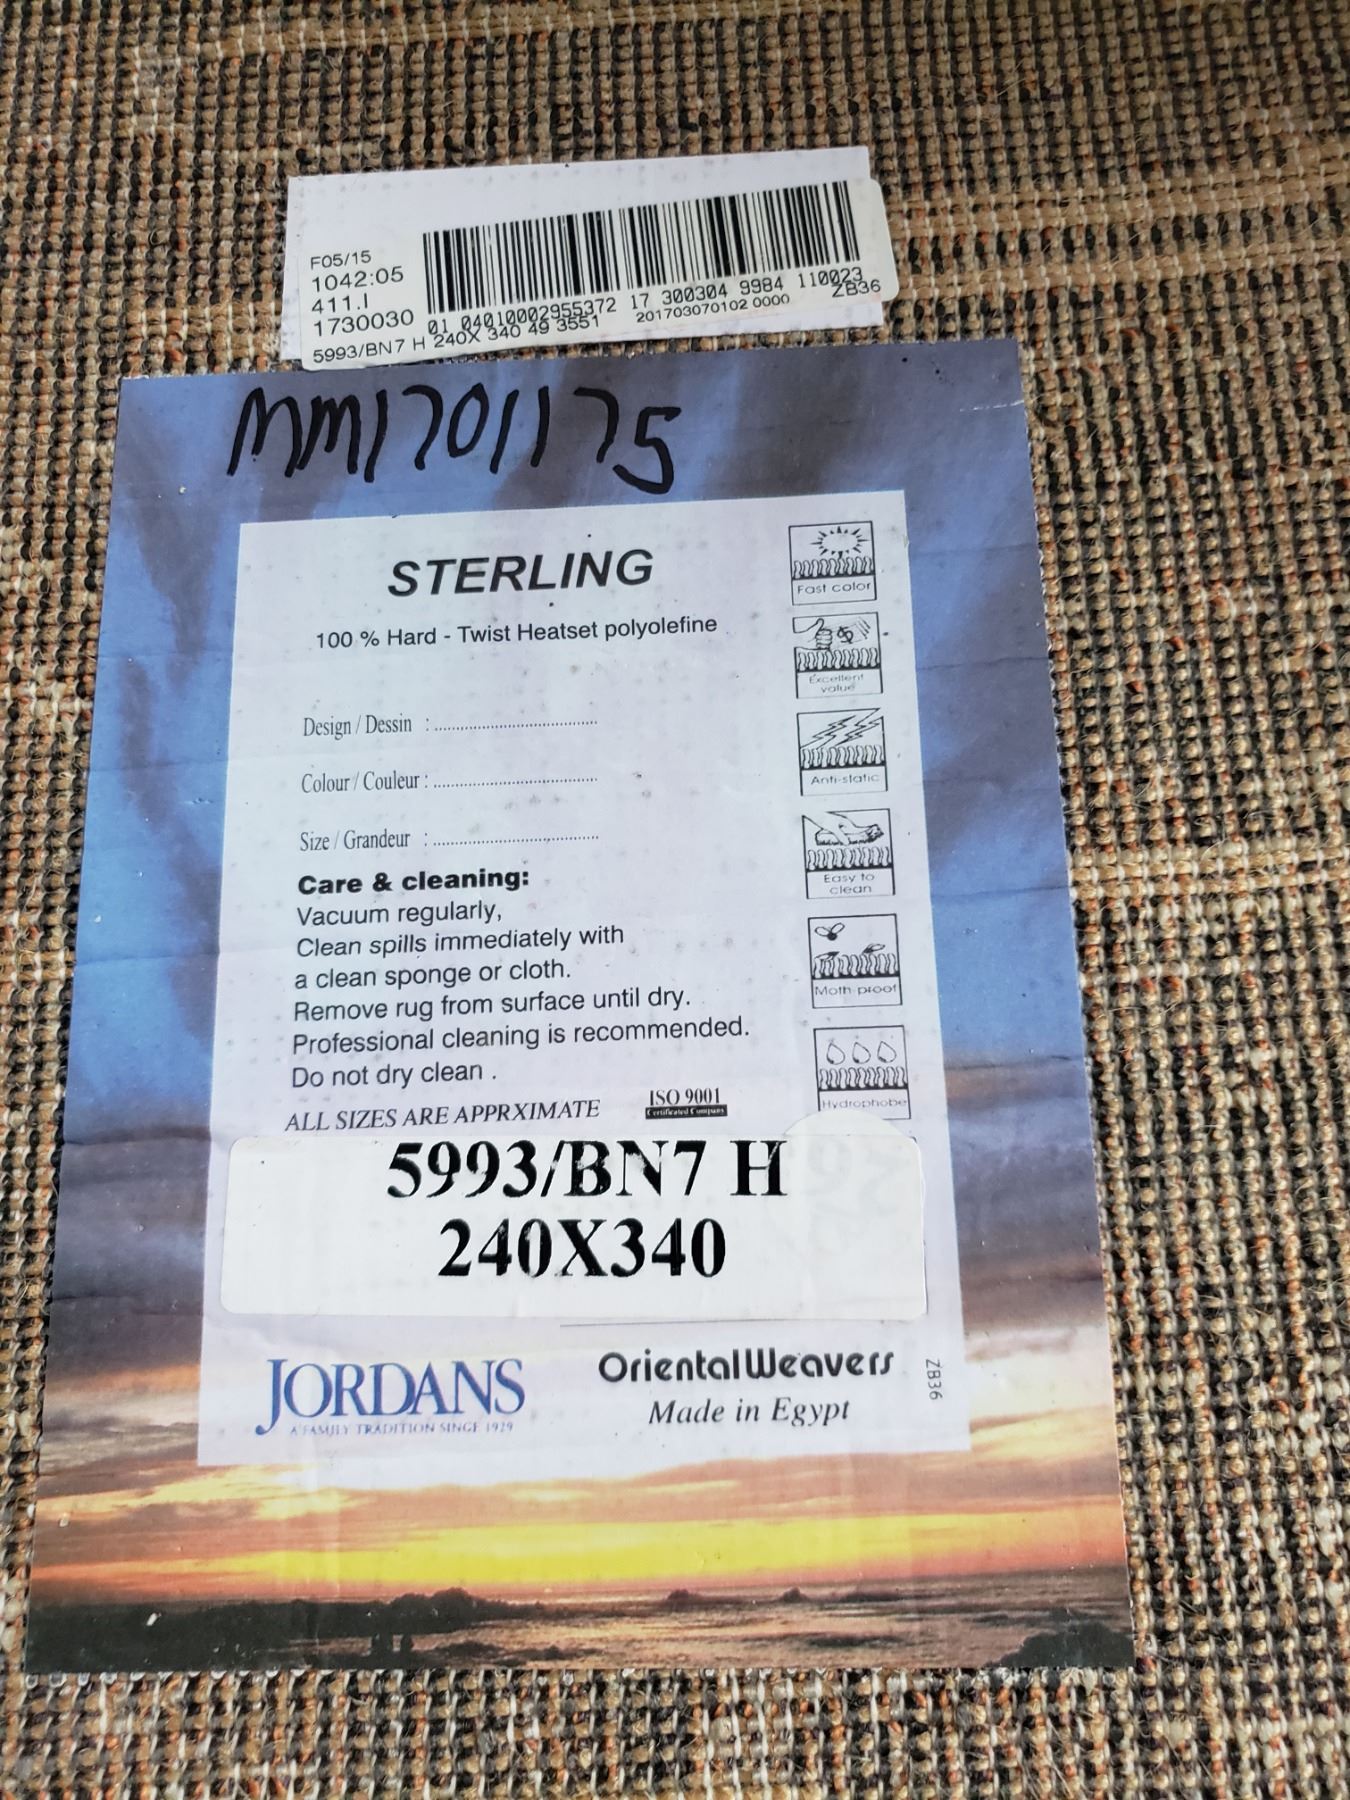 F05/15
1042:05
411.I
1730030
01 04010002955372 17 300304 9984 110023
5993/BN7 H 240X 340 49 3551
201703070102 0000
ZB36
MM1701175
STERLING
100 % Hard - Twist Heatset polyolefine
Design / Dessin :
Colour / Couleur :
Size / Grandeur :
Care & cleaning:
Vacuum regularly,
Clean spills immediately with
a clean sponge or cloth.
Remove rug from surface until dry.
Professional cleaning is recommended.
Do not dry clean .
ALL SIZES ARE APPRXIMATE
ISO 9001
Certificated Company
Fast color
Excellent
value
Anti-static
Easy to
clean
Moth proof
Hydrophobe
5993/BN7 H
240X340
JORDANS
A FAMILY TRADITION SINCE 1929
OrientalWeavers
Made in Egypt
ZB36